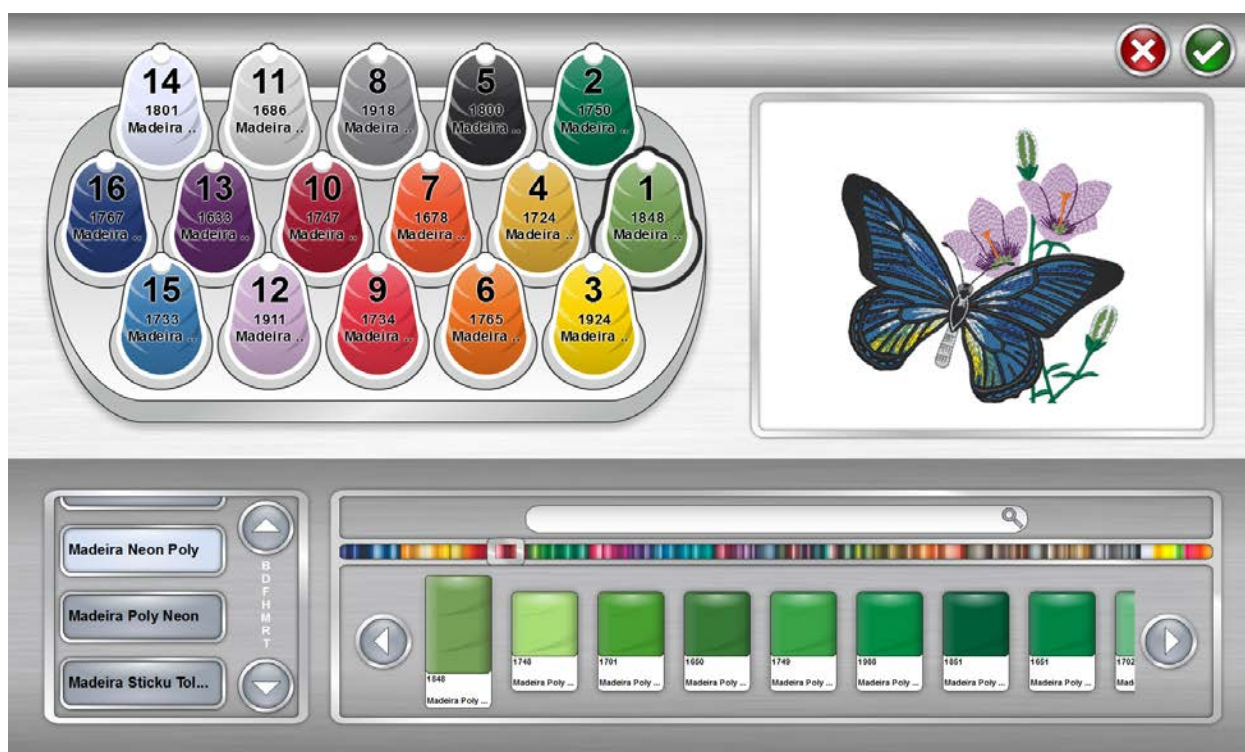 14
1801
Madeira ..
11
1686
Madeira ..
8
1918
Madeira ..
5
1800
Madeira ..
2
1750
Madeira ..
16
1767
Madeira ..
13
1633
Madeira ..
10
1747
Madeira ..
7
1678
Madeira ..
4
1724
Madeira ..
1
1848
Madeira ..
15
1733
Madeira ..
12
1911
Madeira ..
9
1734
Madeira ..
6
1765
Madeira ..
3
1924
Madeira ..
Madeira Neon Poly
Madeira Poly Neon
Madeira Sticku Tol...
B
D
F
H
M
R
T
1848
Madeira Poly ...
1748
Madeira Poly ...
1701
Madeira Poly ...
1650
Madeira Poly ...
1749
Madeira Poly ...
1988
Madeira Poly ...
1851
Madeira Poly ...
1651
Madeira Poly ...
1702
Mad